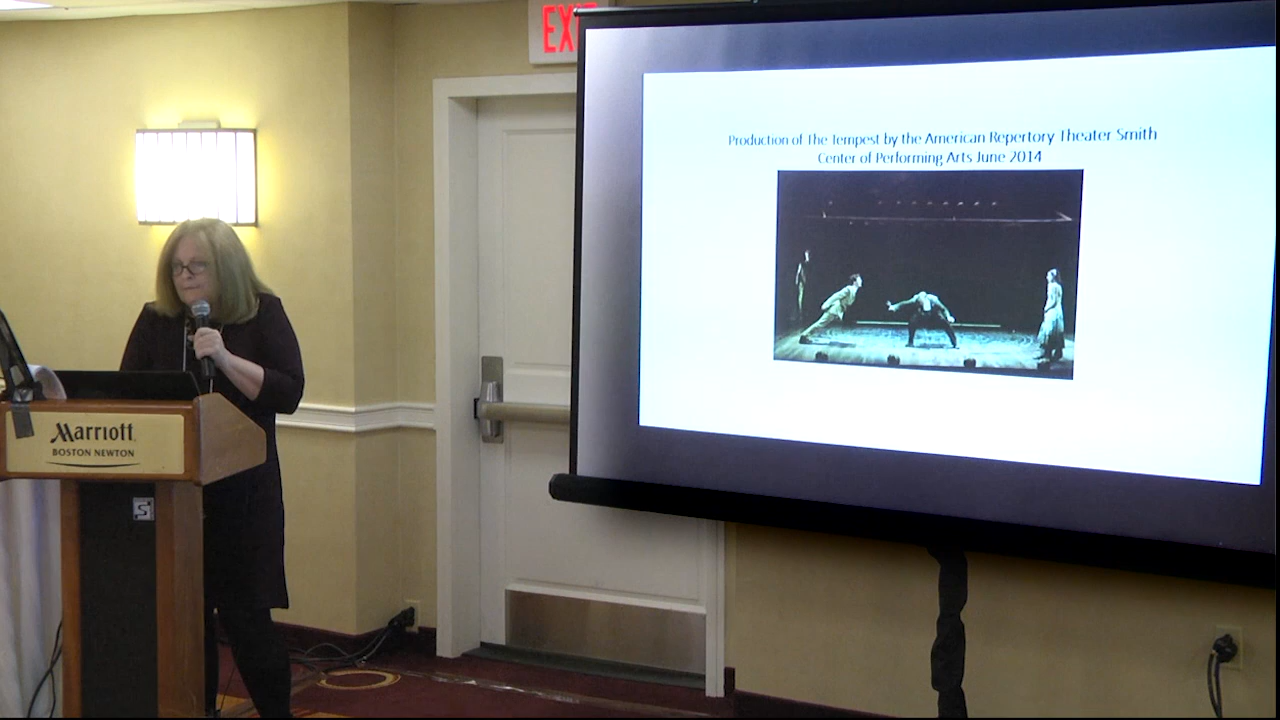 EXIT
Production of The Tempest by the American Repertory Theater Smith
Center of Performing Arts June 2014
Marriott
BOSTON NEWTON
S